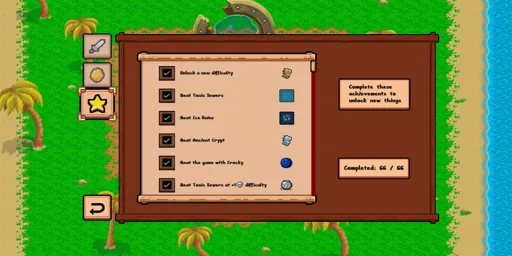 Unlock a new difficulty
Beat Toxic Sewers
Beat Ice Ruins
Beat Ancient Crypt
Beat the game with Crocky
Beat Toxic Sewers at difficulty
Complete these
achievements to
unlock new things
Completed: 66 / 66